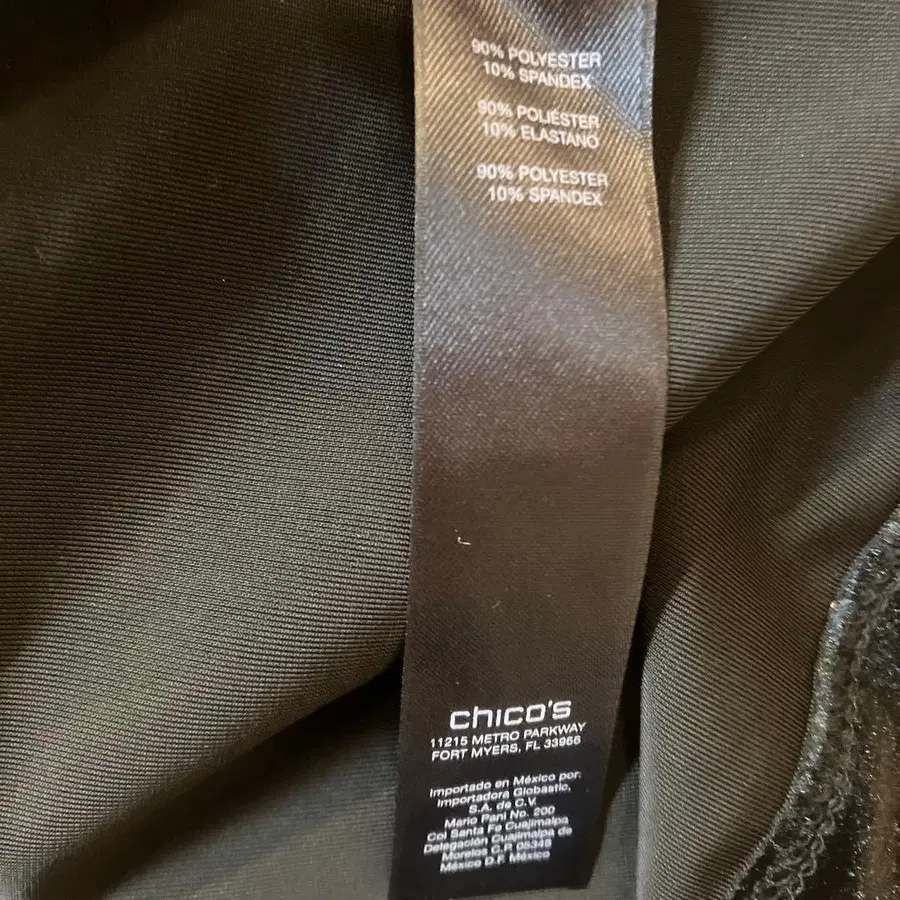 90% POLYESTER
10% SPANDEX
90% POLIÉSTER
10% ELASTANO
90% POLYESTER
10% SPANDEX
chico's
11215 METRO PARKWAY
FORT MYERS, FL 33966
Importado en México por:
Importadora Globastic,
S.A. de C.V.
Mario Pani No. 200
Col Santa Fe Cuajimalpa
Delegación Cuajimalpa de
Morelos C.P. 05348
México D.F. México